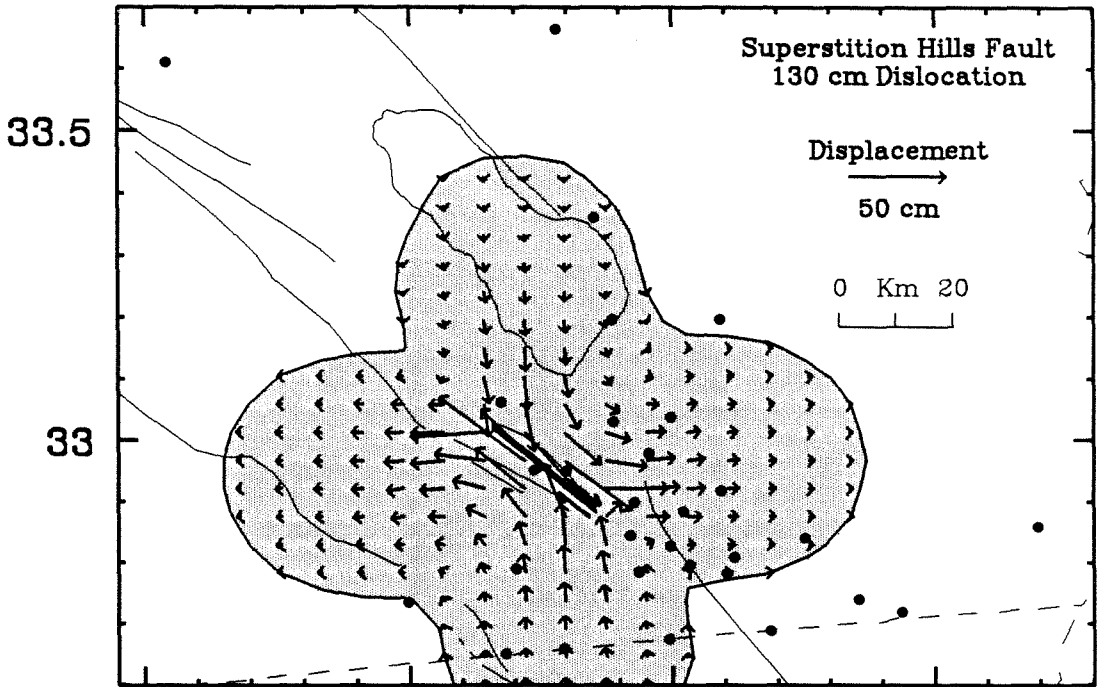 Superstition Hills Fault
130 cm Dislocation
33.5
Displacement
50 cm
0 Km 20
33